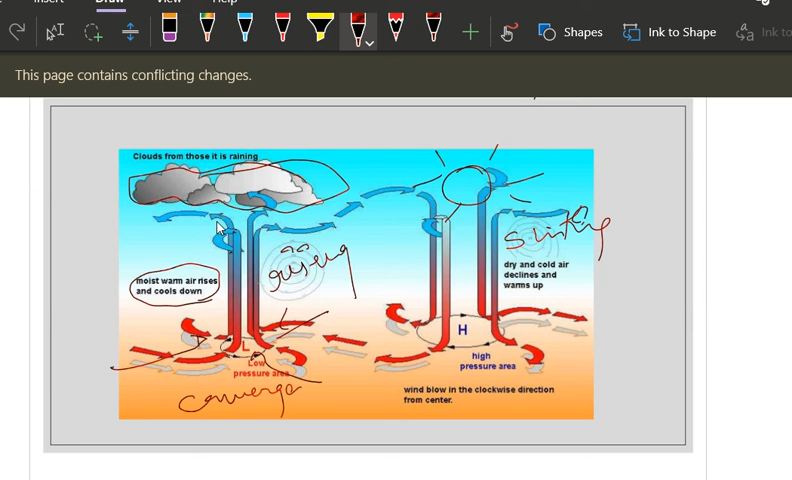 Insert Draw View Help
Shapes Ink to Shape Ink to
This page contains conflicting changes.
Clouds from those it is raining
rising
sinking
moist warm air rises
and cools down
dry and cold air
declines and
warms up
L
Low
pressure area
H
high
pressure area
converge
wind blow in the clockwise direction
from center.